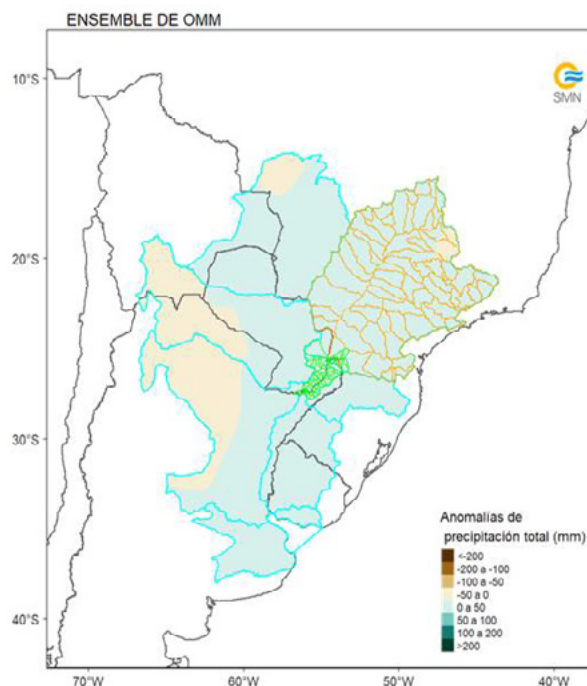 ENSEMBLE DE OMM
10°S
SMN
20°S
30°S
40°S
Anomalías de
precipitación total (mm)
<-200
-200 a -100
-100 a -50
-50 a 0
0 a 50
50 a 100
100 a 200
>200
70°W
60°W
50°W
40°W